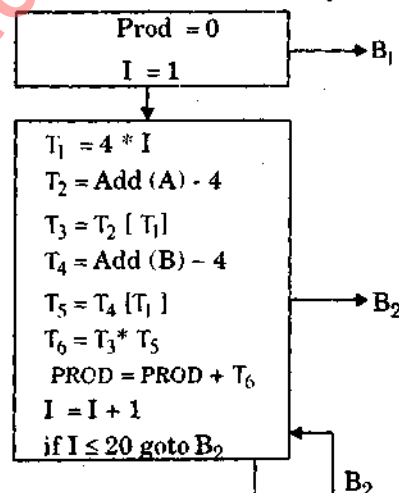 Prod = 0
I = 1
B₁
T₁ = 4 * I
T₂ = Add (A) - 4
T₃ = T₂ [ T₁]
T₄ = Add (B) – 4
T₅ = T₄ [T₁ ]
T₆ = T₃* T₅
PROD = PROD + T₆
I = I + 1
if I ≤ 20 goto B₂
B₂
B₂